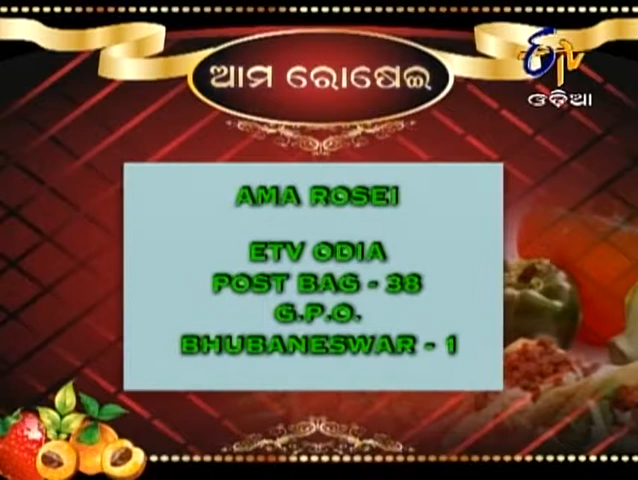 ଆମ ରୋଷେଇ
ETV
ଓଡ଼ିଆ
AMA ROSEI
ETV ODIA
POST BAG - 38
G.P.O.
BHUBANESWAR - 1